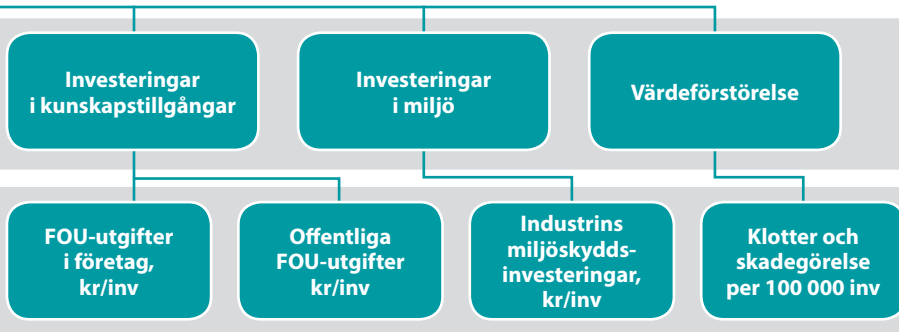 Investeringar
i kunskapstillgångar
Investeringar
i miljö
Värdeförstörelse
FOU-utgifter
i företag,
kr/inv
Offentliga
FOU-utgifter
kr/inv
Industrins
miljöskydds-
investeringar,
kr/inv
Klotter och
skadegörelse
per 100 000 inv